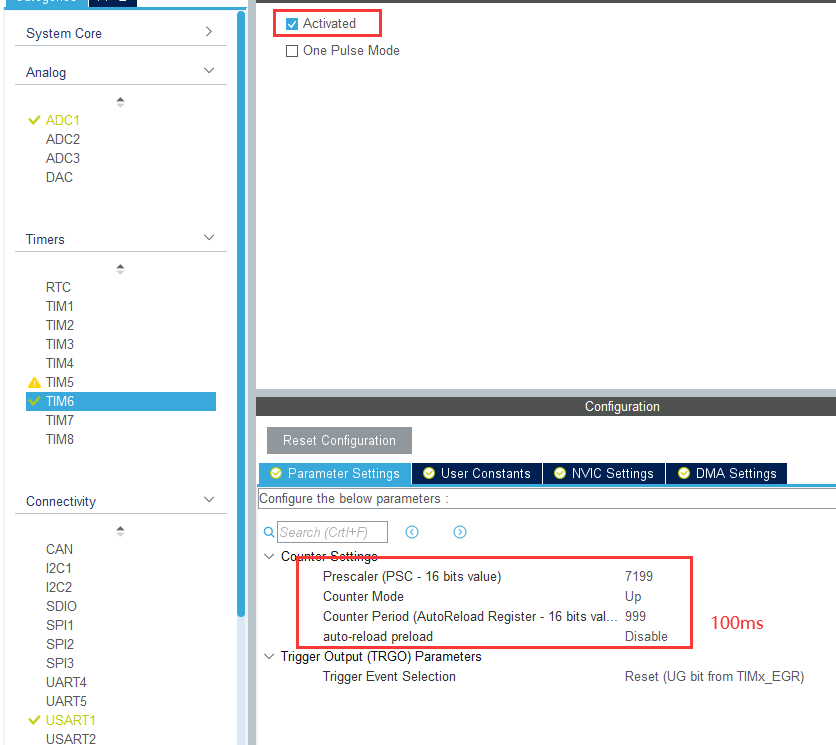 Categories
Activated
One Pulse Mode
System Core
Analog
ADC1
ADC2
ADC3
DAC
Timers
RTC
TIM1
TIM2
TIM3
TIM4
TIM5
TIM6
TIM7
TIM8
Connectivity
CAN
I2C1
I2C2
SDIO
SPI1
SPI2
SPI3
UART4
UART5
USART1
USART2
Configuration
Reset Configuration
Parameter Settings
User Constants
NVIC Settings
DMA Settings
Configure the below parameters :
Search (Crtl+F)
Counter Settings
Prescaler (PSC - 16 bits value) 7199
Counter Mode Up
Counter Period (AutoReload Register - 16 bits val... 999
auto-reload preload Disable
100ms
Trigger Output (TRGO) Parameters
Trigger Event Selection Reset (UG bit from TIMx_EGR)